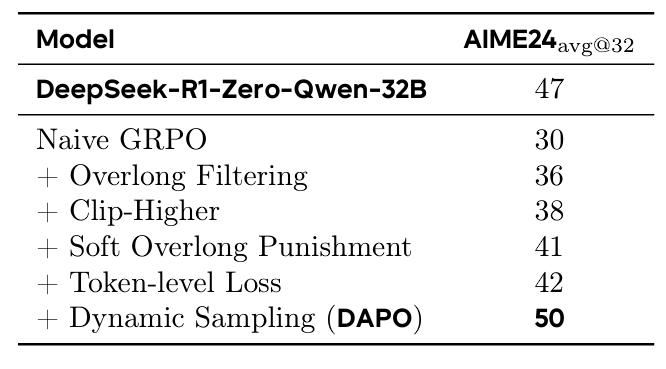 Model AIME24avg@32
DeepSeek-R1-Zero-Qwen-32B 47
Naive GRPO 30
+ Overlong Filtering 36
+ Clip-Higher 38
+ Soft Overlong Punishment 41
+ Token-level Loss 42
+ Dynamic Sampling (DAPO) 50